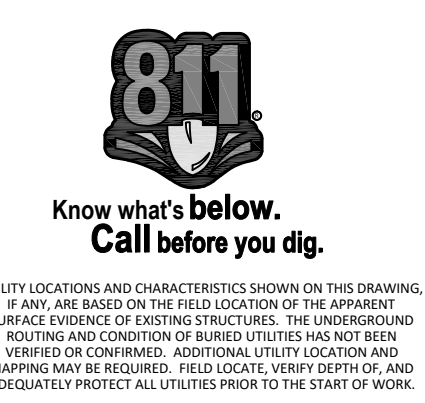 811®
Know what's below.
Call before you dig.
LITY LOCATIONS AND CHARACTERISTICS SHOWN ON THIS DRAWING,
IF ANY, ARE BASED ON THE FIELD LOCATION OF THE APPARENT
URFACE EVIDENCE OF EXISTING STRUCTURES. THE UNDERGROUND
ROUTING AND CONDITION OF BURIED UTILITIES HAS NOT BEEN
VERIFIED OR CONFIRMED. ADDITIONAL UTILITY LOCATION AND
APPING MAY BE REQUIRED. FIELD LOCATE, VERIFY DEPTH OF, AND
DEQUATELY PROTECT ALL UTILITIES PRIOR TO THE START OF WORK.